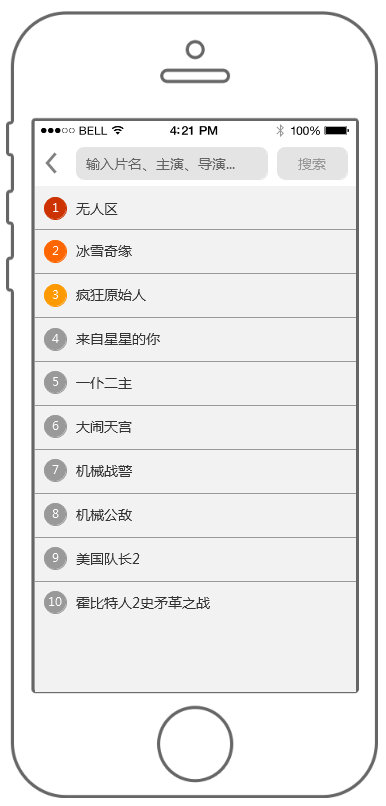 BELL 4:21 PM 100%
输入片名、主演、导演... 搜索
1 无人区
2 冰雪奇缘
3 疯狂原始人
4 来自星星的你
5 一仆二主
6 大闹天宫
7 机械战警
8 机械公敌
9 美国队长2
10 霍比特人2史矛革之战